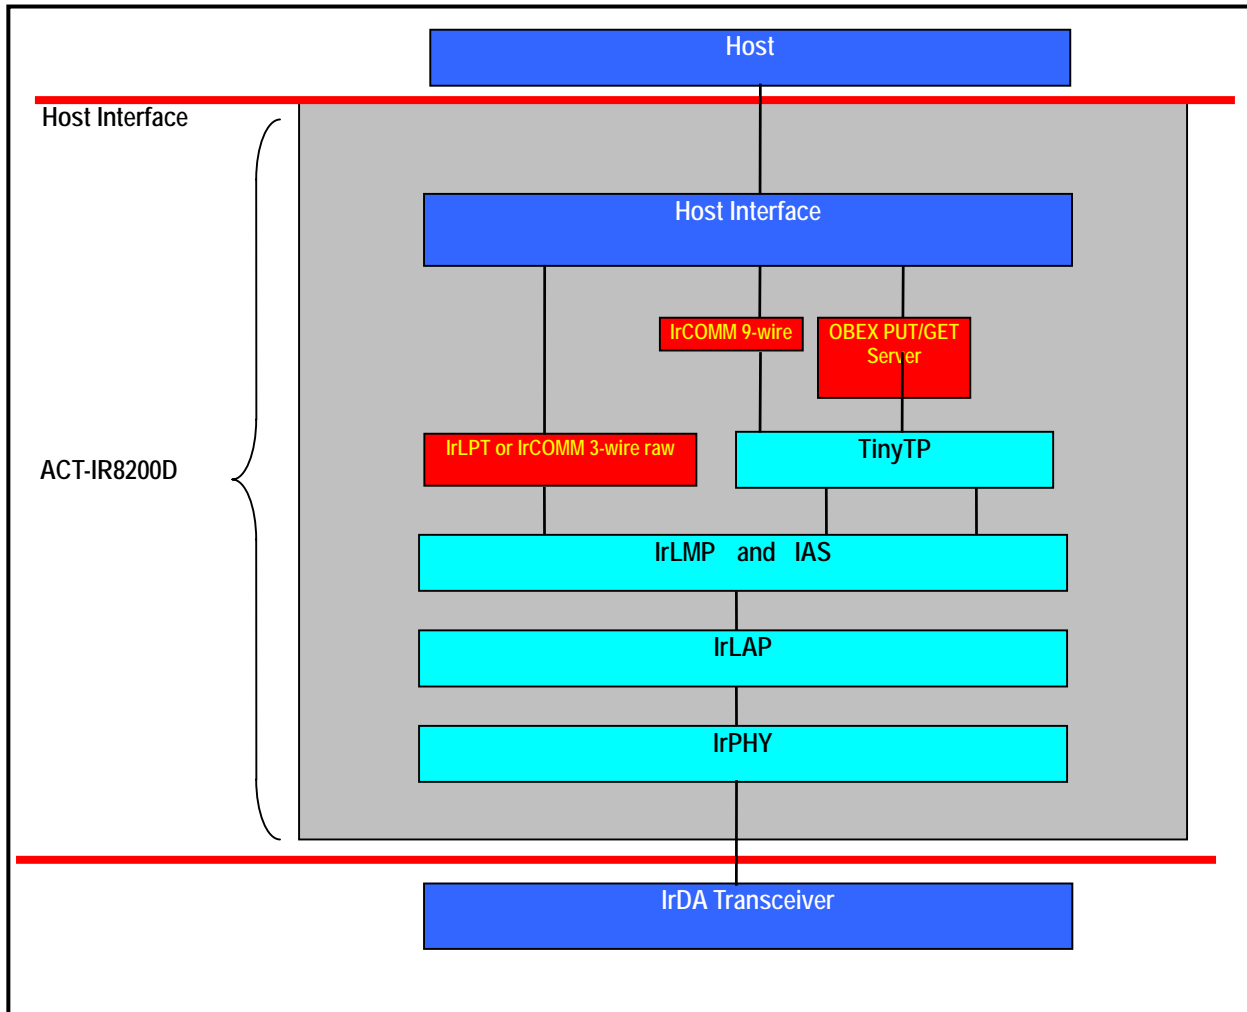 Host
Host Interface
Host Interface
IrCOMM 9-wire
OBEX PUT/GET
Server
IrLPT or IrCOMM 3-wire raw
TinyTP
ACT-IR8200D
IrLMP and IAS
IrLAP
IrPHY
IrDA Transceiver